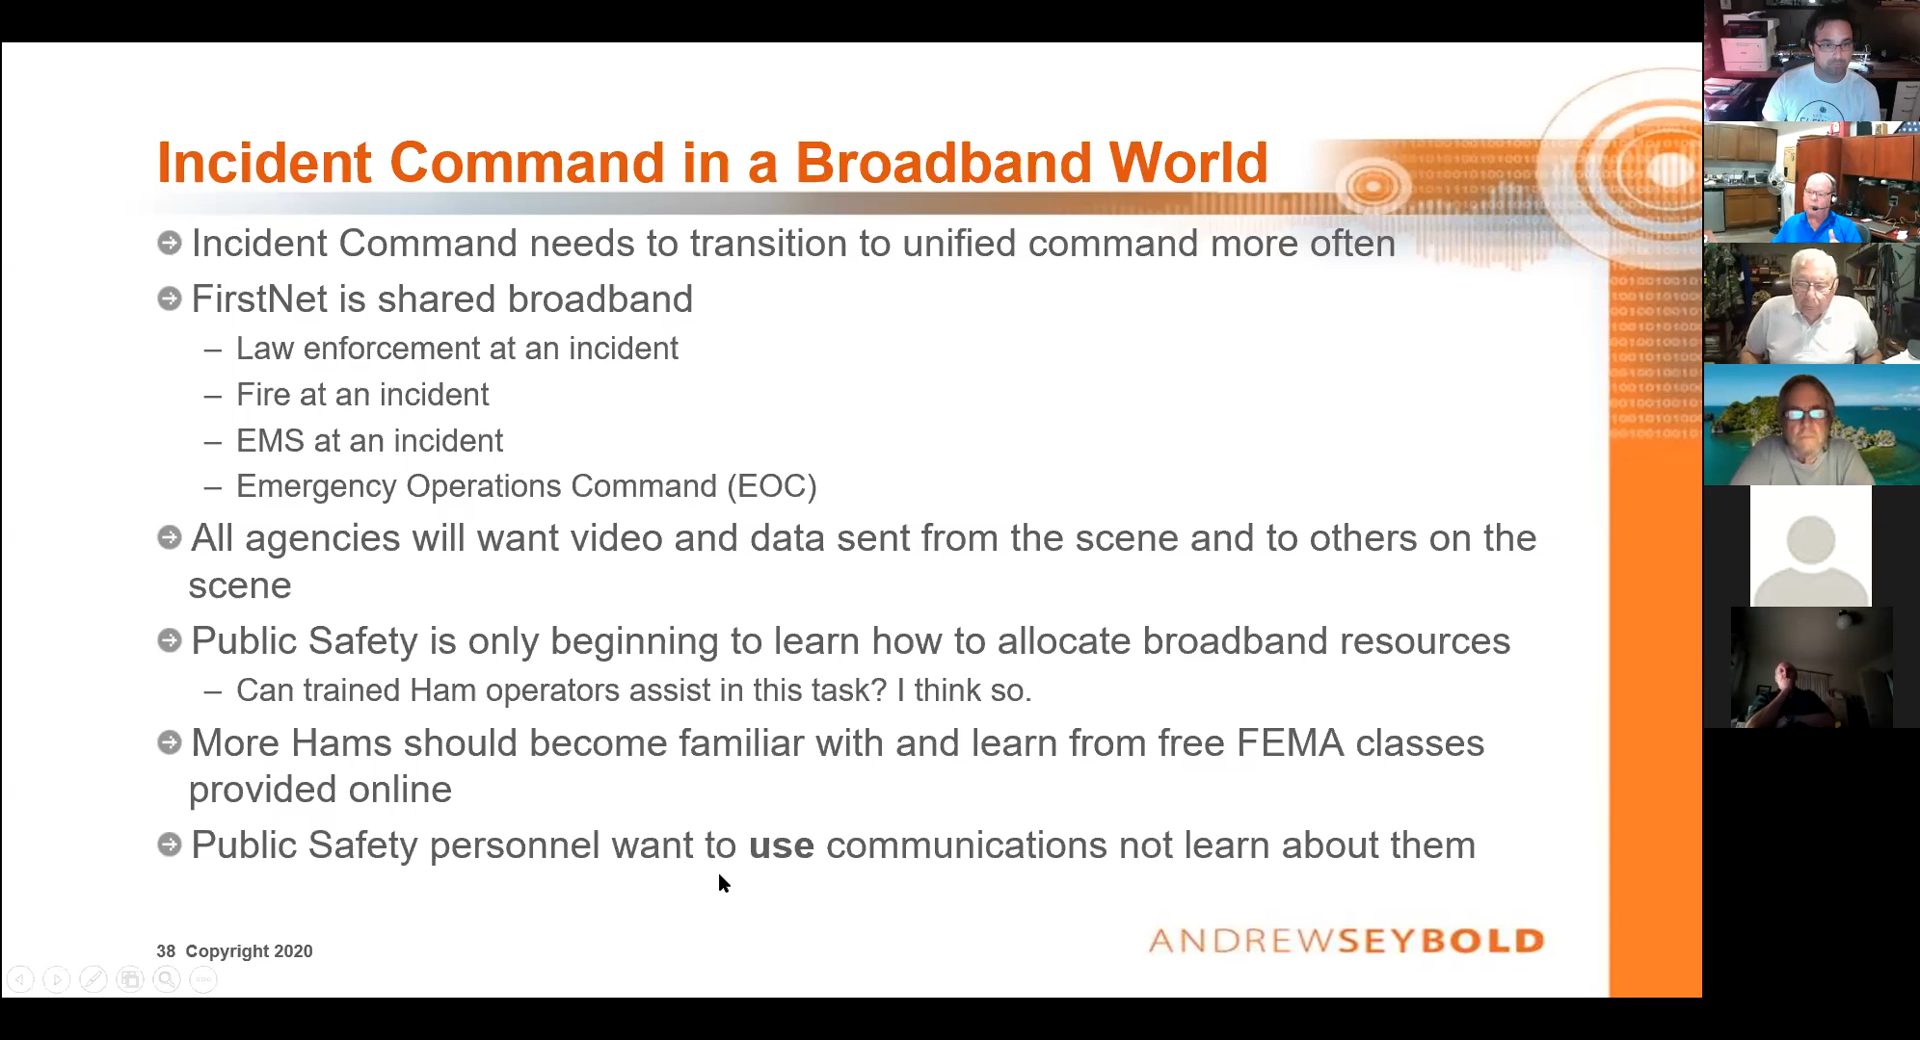 Incident Command in a Broadband World
Incident Command needs to transition to unified command more often
FirstNet is shared broadband
– Law enforcement at an incident
– Fire at an incident
– EMS at an incident
– Emergency Operations Command (EOC)
All agencies will want video and data sent from the scene and to others on the
scene
Public Safety is only beginning to learn how to allocate broadband resources
– Can trained Ham operators assist in this task? I think so.
More Hams should become familiar with and learn from free FEMA classes
provided online
Public Safety personnel want to use communications not learn about them
38 Copyright 2020
ANDREWSEYBOLD